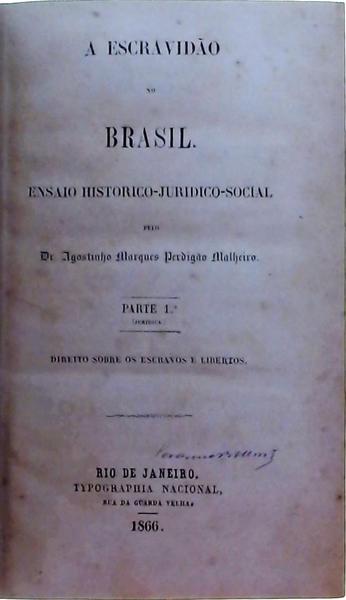 A ESCRAVIDÃO
NO
BRASIL.
ENSAIO HISTORICO-JURIDICO-SOCIAL
PELO
Dr. Agostinho Marques Perdigão Malheiro.
PARTE 1.ª
(JURIDICA)
DIREITO SOBRE OS ESCRAVOS E LIBERTOS.
RIO DE JANEIRO.
TYPOGRAPHIA NACIONAL,
RUA DA GUARDA VELHA,
1866.